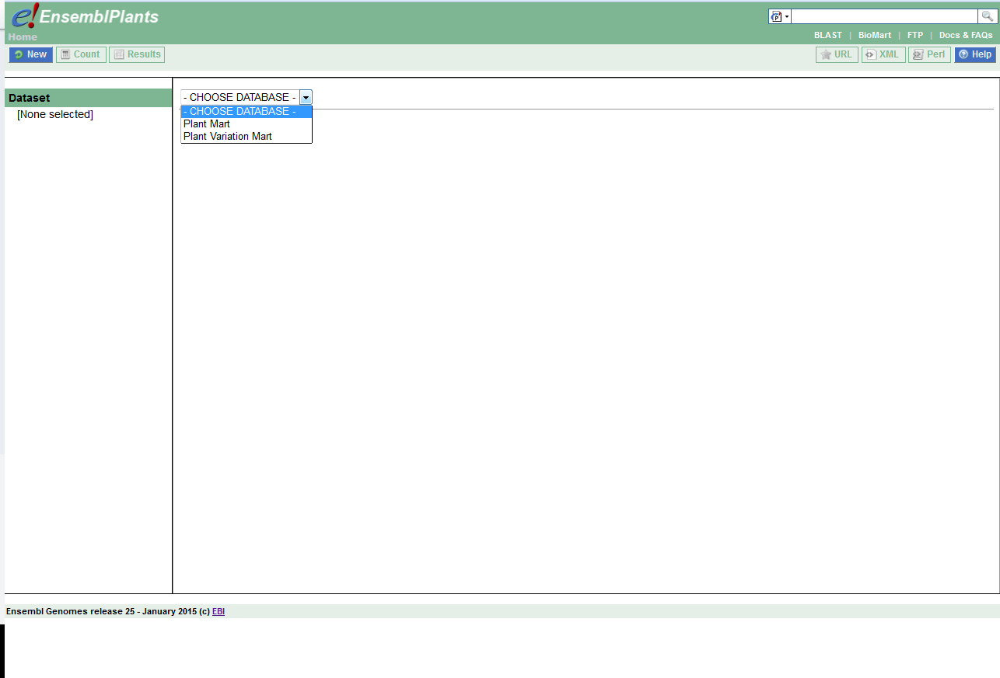 e! EnsemblPlants
Home
BLAST | BioMart | FTP | Docs & FAQs
New Count Results URL XML Perl Help
Dataset
[None selected]
- CHOOSE DATABASE -
- CHOOSE DATABASE -
Plant Mart
Plant Variation Mart
Ensembl Genomes release 25 - January 2015 (c) EBI